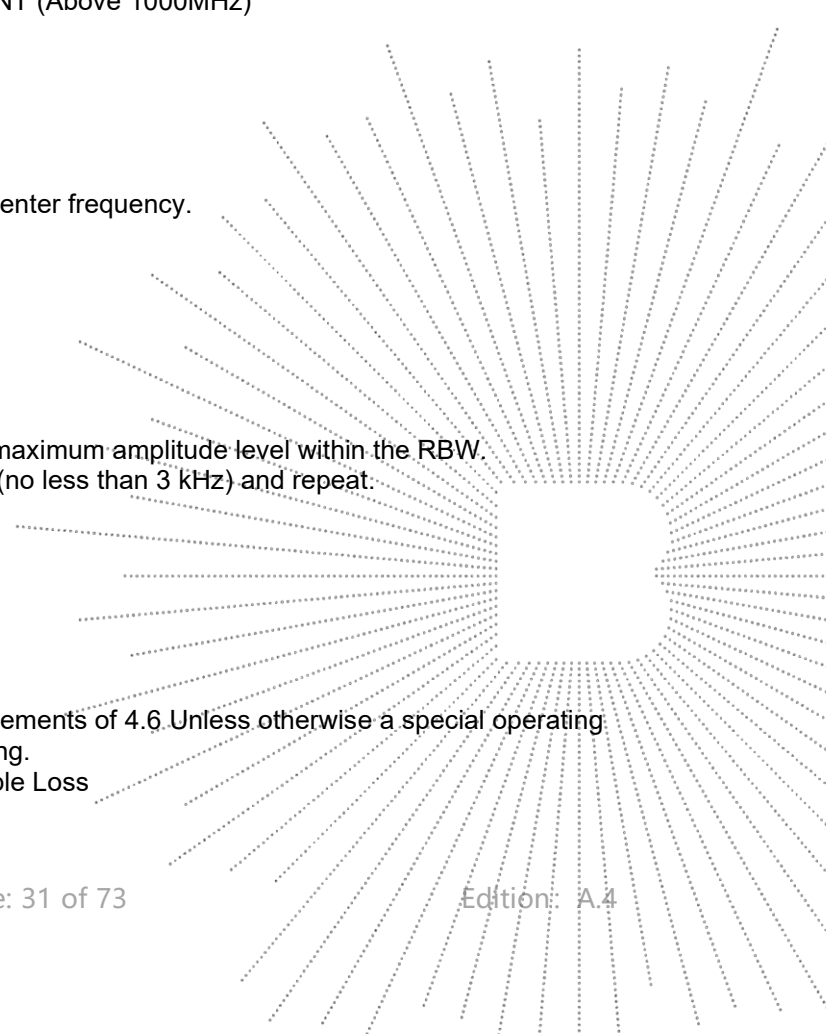 NT (Above 1000MHz)
enter frequency.
maximum amplitude level within the RBW.
(no less than 3 kHz) and repeat.
ements of 4.6 Unless otherwise a special operating
ng.
ble Loss
e: 31 of 73 Edition: A.4